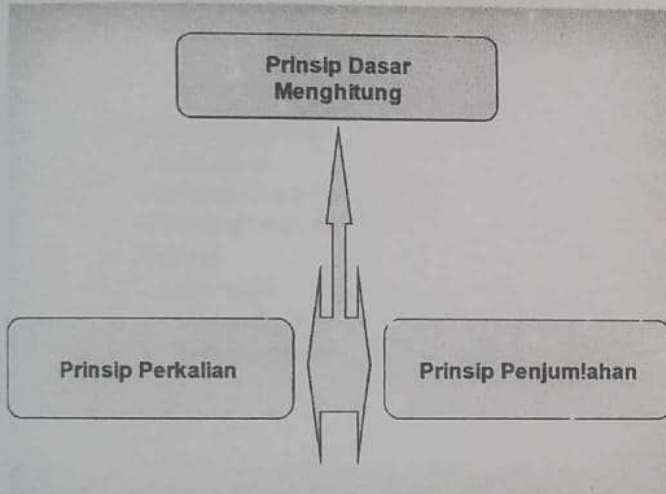 Prinsip Dasar
Menghitung
Prinsip Perkalian
Prinsip Penjumlahan